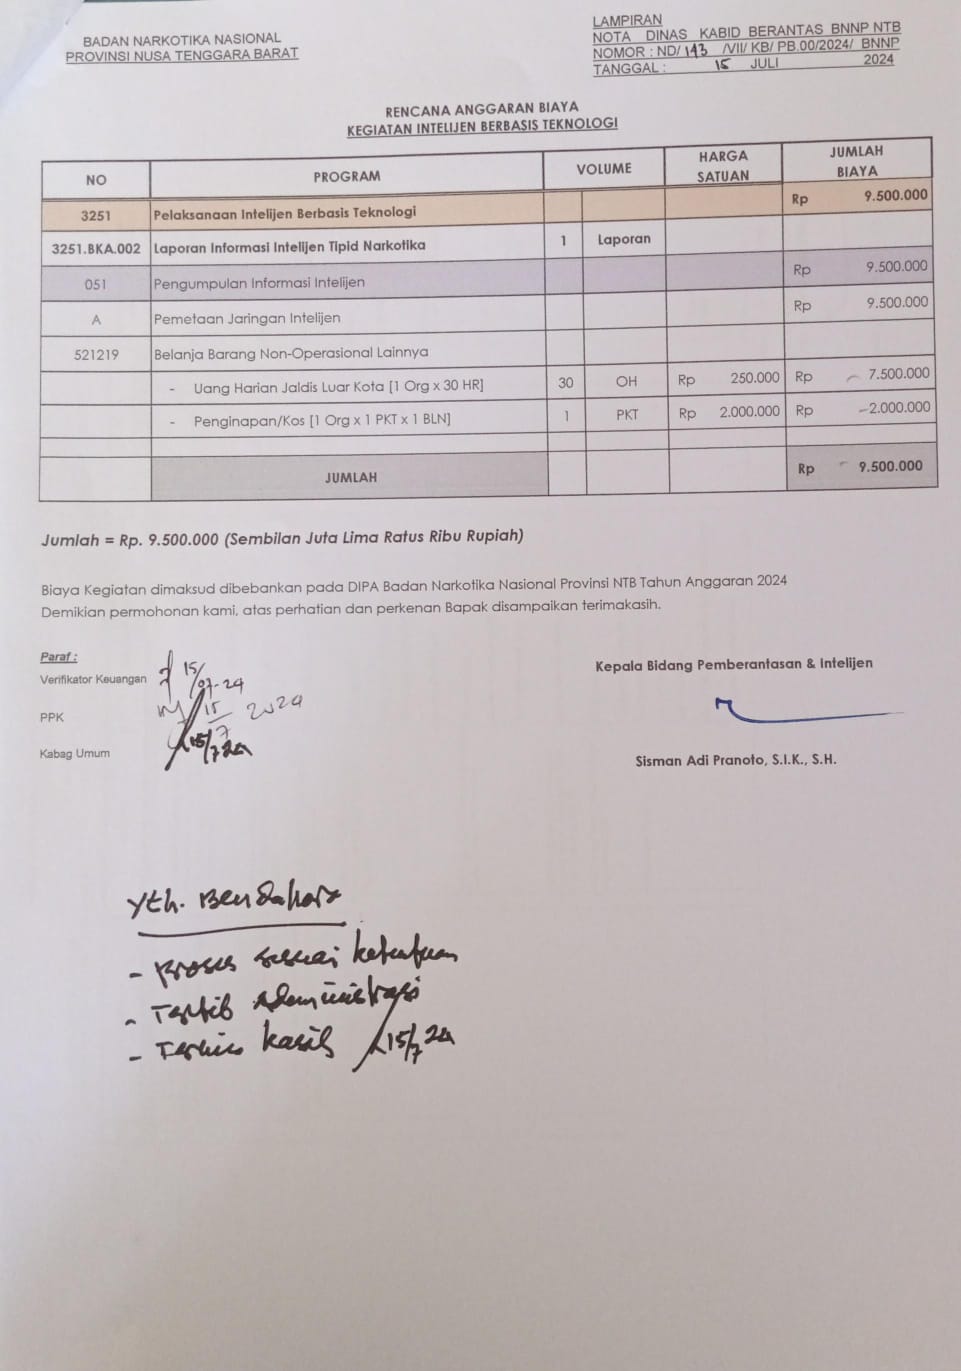 BADAN NARKOTIKA NASIONAL
PROVINSI NUSA TENGGARA BARAT
LAMPIRAN
NOTA DINAS KABID BERANTAS BNNP NTB
NOMOR : ND/ 143 /VII/ KB/ PB.00/2024/ BNNP
TANGGAL : 15 JULI 2024
RENCANA ANGGARAN BIAYA
KEGIATAN INTELIJEN BERBASIS TEKNOLOGI
NO PROGRAM VOLUME HARGA SATUAN JUMLAH BIAYA
3251 Pelaksanaan Intelijen Berbasis Teknologi Rp 9.500.000
3251.BKA.002 Laporan Informasi Intelijen Tipid Narkotika 1 Laporan
051 Pengumpulan Informasi Intelijen Rp 9.500.000
A Pemetaan Jaringan Intelijen Rp 9.500.000
521219 Belanja Barang Non-Operasional Lainnya
- Uang Harian Jaldis Luar Kota [1 Org x 30 HR] 30 OH Rp 250.000 Rp 7.500.000
- Penginapan/Kos [1 Org x 1 PKT x 1 BLN] 1 PKT Rp 2.000.000 Rp 2.000.000
JUMLAH Rp 9.500.000
Jumlah = Rp. 9.500.000 (Sembilan Juta Lima Ratus Ribu Rupiah)
Biaya Kegiatan dimaksud dibebankan pada DIPA Badan Narkotika Nasional Provinsi NTB Tahun Anggaran 2024
Demikian permohonan kami, atas perhatian dan perkenan Bapak disampaikan terimakasih.
Paraf :
Verifikator Keuangan 15/07-24
PPK 15/7 2024
Kabag Umum 15/7 24
Kepala Bidang Pemberantasan & Intelijen
Sisman Adi Pranoto, S.I.K., S.H.
Yth. Bendahara
- Proses sesuai ketentuan
- Tertib Administrasi
- Terima kasih 15/7 24